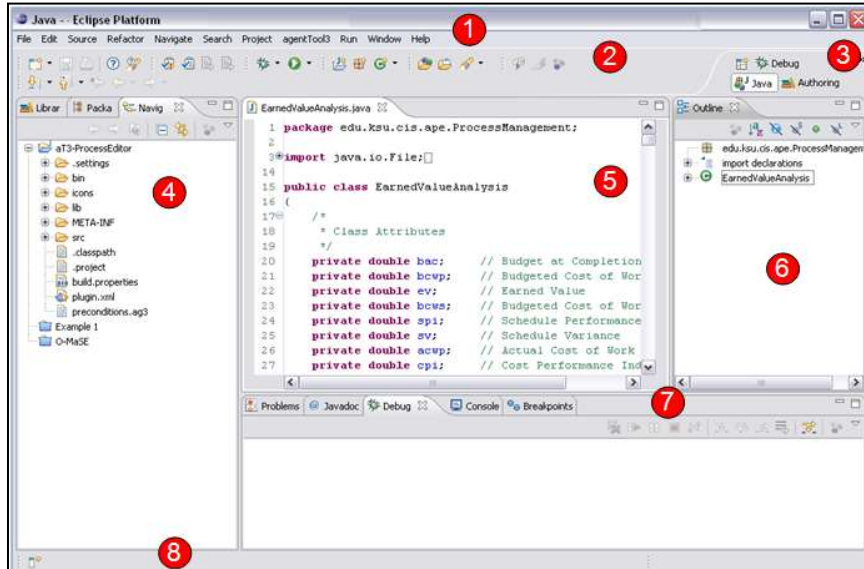 Java - - Eclipse Platform
File Edit Source Refactor Navigate Search Project agentTool3 Run Window Help
1
2
3
Debug
Java Authoring
Librar Packa Navig
EarnedValueAnalysis.java
Outline
aT3-ProcessEditor
.settings
bin
icons
lib
META-INF
src
.classpath
.project
build.properties
plugin.xml
preconditions.ag3
Example 1
O-MaSE
4
1 package edu.ksu.cis.ape.ProcessManagement;
2
3 import java.io.File;
14
15 public class EarnedValueAnalysis
16 {
17 /*
18 * Class Attributes
19 */
20 private double bac; // Budget at Completion
21 private double bcwp; // Budgeted Cost of Wor
22 private double ev; // Earned Value
23 private double bcws; // Budgeted Cost of Wor
24 private double spi; // Schedule Performance
25 private double sv; // Schedule Variance
26 private double acwp; // Actual Cost of Work
27 private double cpi; // Cost Performance Ind
5
edu.ksu.cis.ape.ProcessManagem
import declarations
EarnedValueAnalysis
6
Problems Javadoc Debug Console Breakpoints
7
8